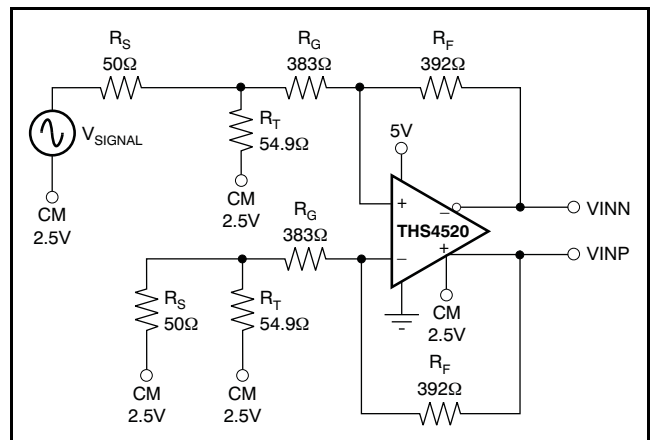 R_S
50Ω
R_G
383Ω
R_F
392Ω
V_SIGNAL
R_T
54.9Ω
5V
CM
2.5V
CM
2.5V
+
−
THS4520
−
+
VINN
VINP
R_G
383Ω
R_S
50Ω
R_T
54.9Ω
CM
2.5V
R_F
392Ω
CM
2.5V
CM
2.5V